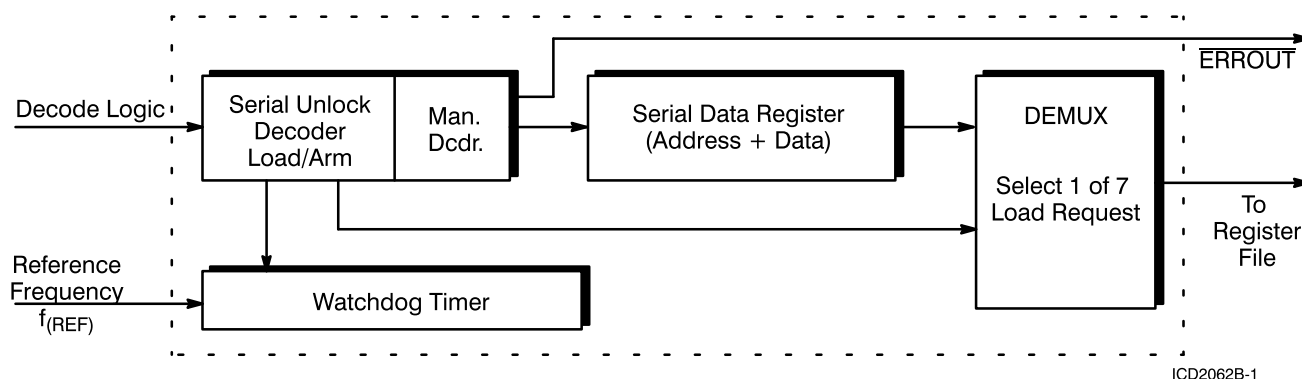 ERROUT
Decode Logic
Serial Unlock
Decoder
Load/Arm
Man.
Dcdr.
Serial Data Register
(Address + Data)
DEMUX
Select 1 of 7
Load Request
To
Register
File
Reference
Frequency
f(REF)
Watchdog Timer
ICD2062B-1